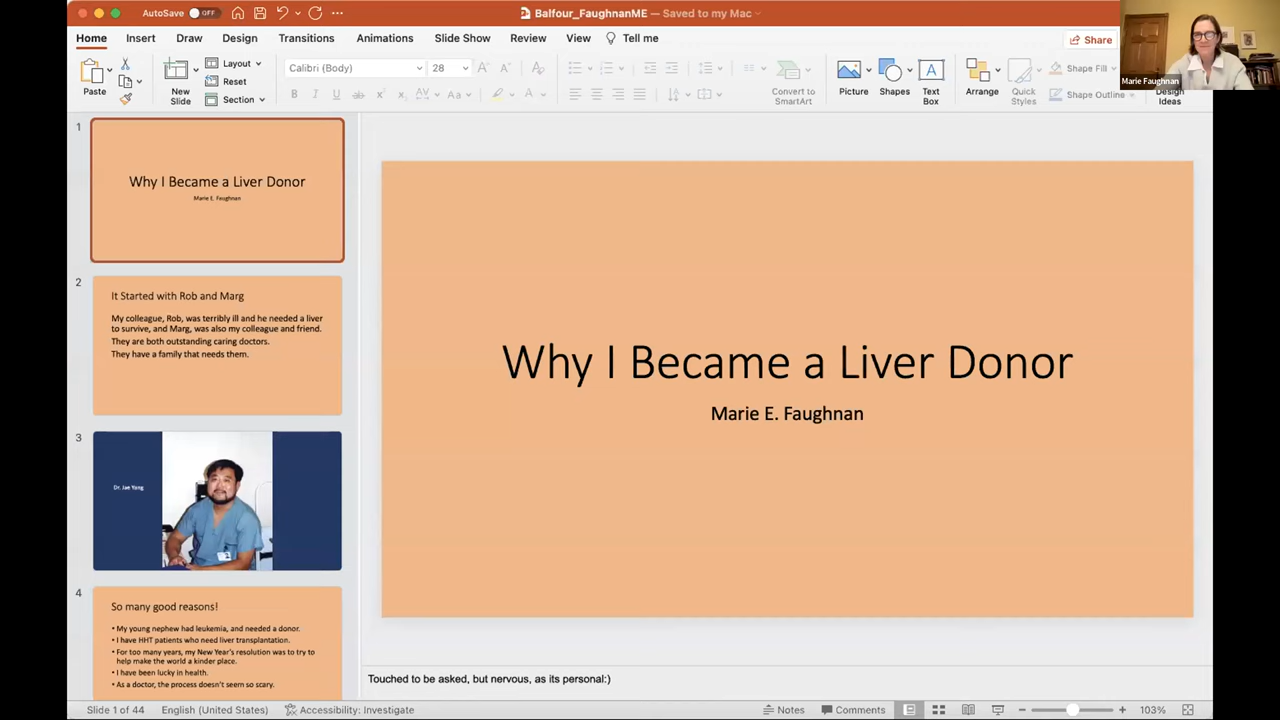 AutoSave OFF
Balfour_FaughnanME — Saved to my Mac
Home Insert Draw Design Transitions Animations Slide Show Review View Tell me
Share
Marie Faughnan
Paste
New Slide
Layout
Reset
Section
Calibri (Body) 28
Convert to SmartArt
Picture
Shapes
Text Box
Arrange
Quick Styles
Shape Fill
Shape Outline
Design Ideas
1
Why I Became a Liver Donor
Marie E. Faughnan
2
It Started with Rob and Marg
My colleague, Rob, was terribly ill and he needed a liver
to survive, and Marg, was also my colleague and friend.
They are both outstanding caring doctors.
They have a family that needs them.
3
Dr. Jae Yang
4
So many good reasons!
• My young nephew had leukemia, and needed a donor.
• I have HHT patients who need liver transplantation.
• For too many years, my New Year's resolution was to try to
help make the world a kinder place.
• I have been lucky in health.
• As a doctor, the process doesn't seem so scary.
Why I Became a Liver Donor
Marie E. Faughnan
Touched to be asked, but nervous, as its personal:)
Slide 1 of 44 English (United States) Accessibility: Investigate Notes Comments 103%